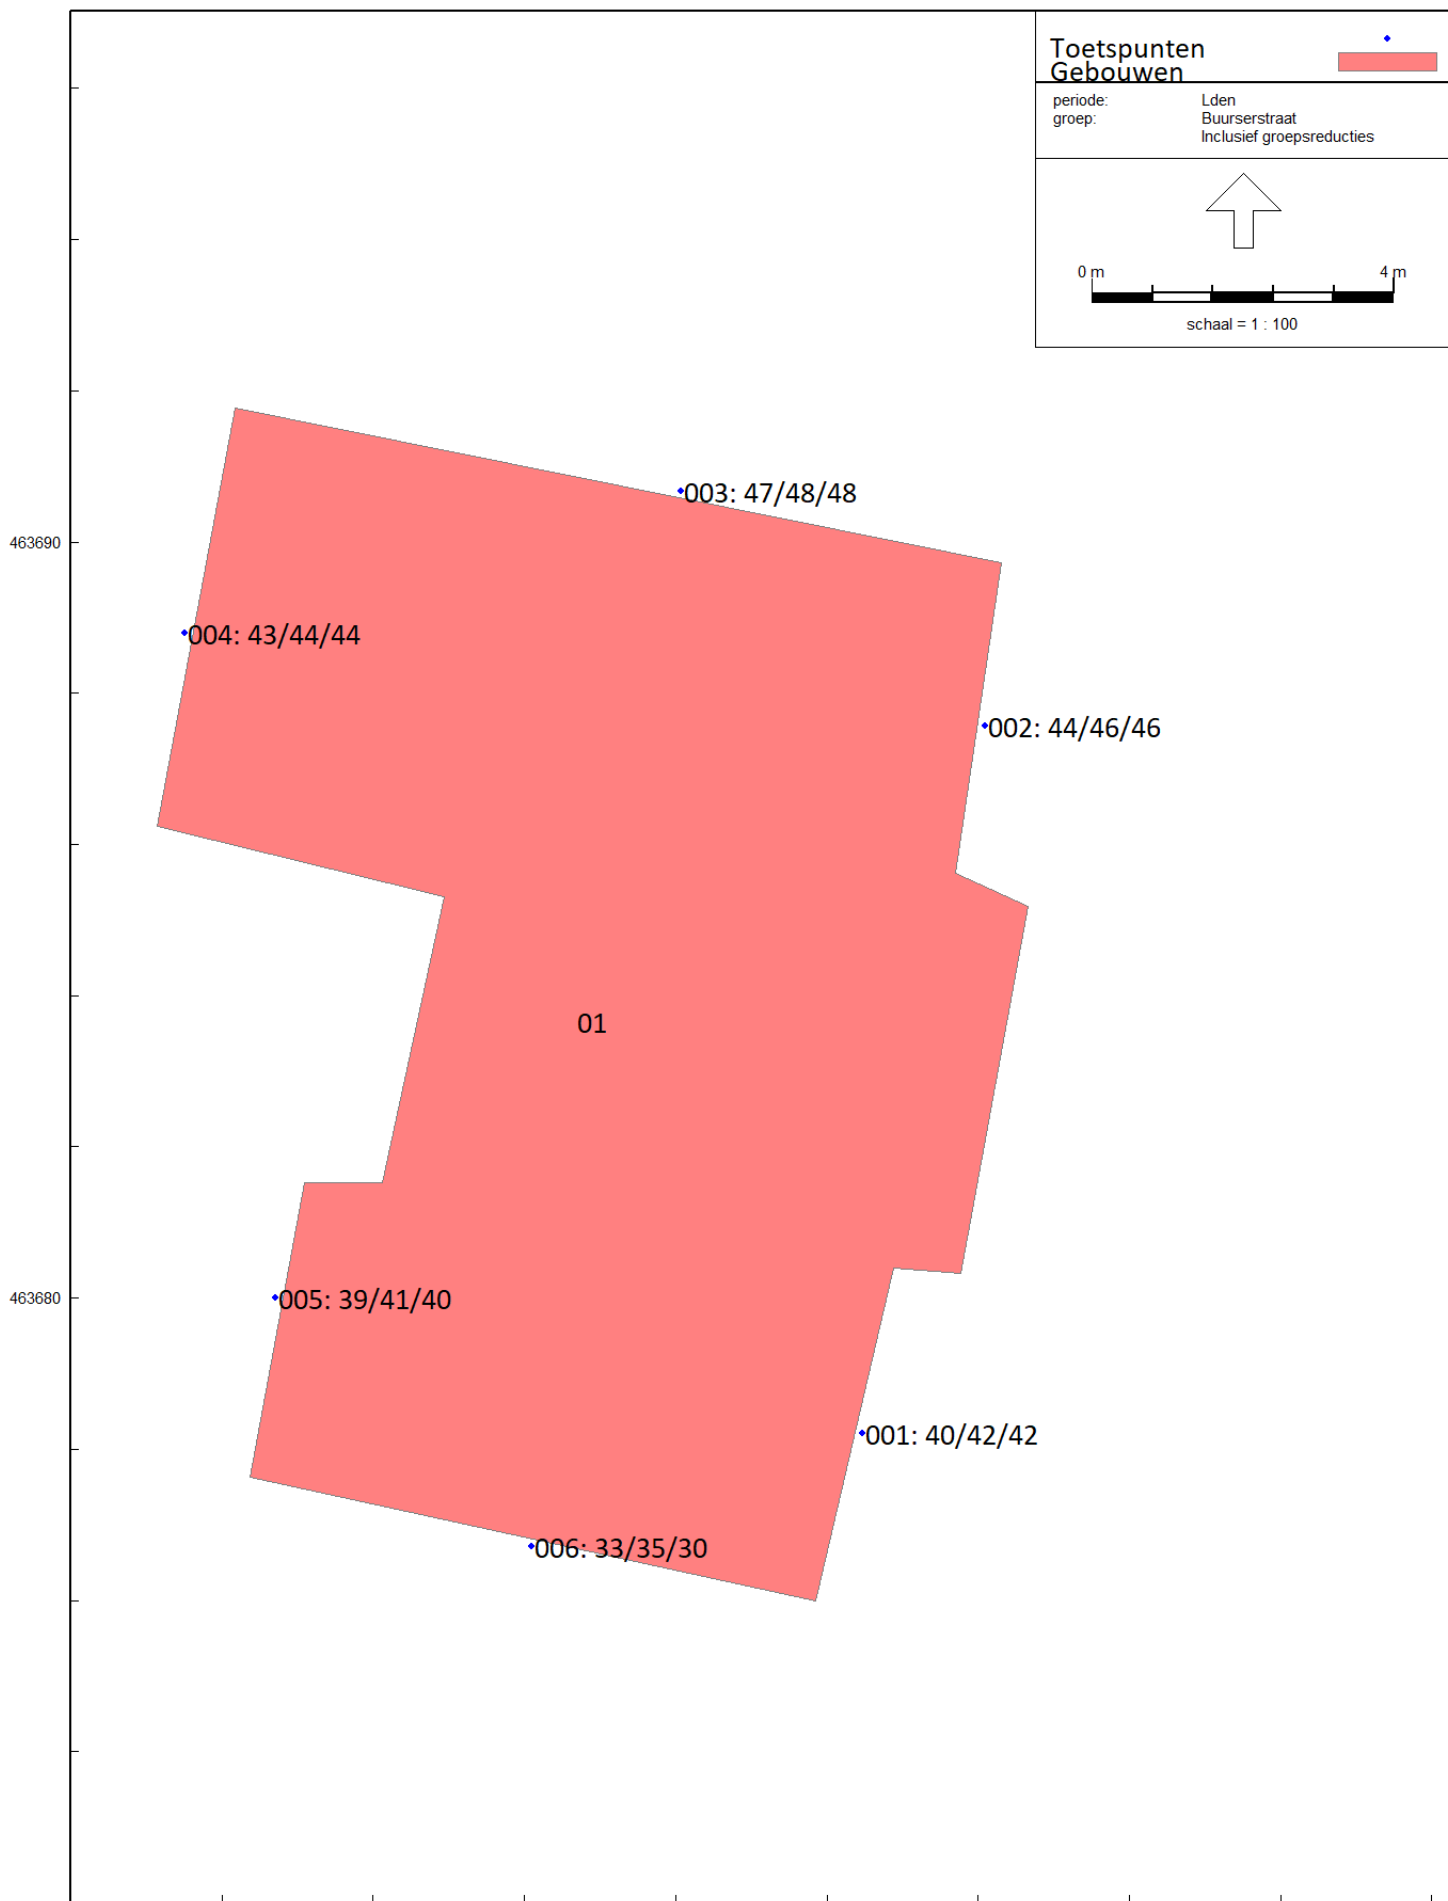 Toetspunten
Gebouwen
periode: Lden
groep: Buurserstraat
Inclusief groepsreducties
0 m 4 m
schaal = 1 : 100
003: 47/48/48
463690
004: 43/44/44
002: 44/46/46
01
463680
005: 39/41/40
001: 40/42/42
006: 33/35/30